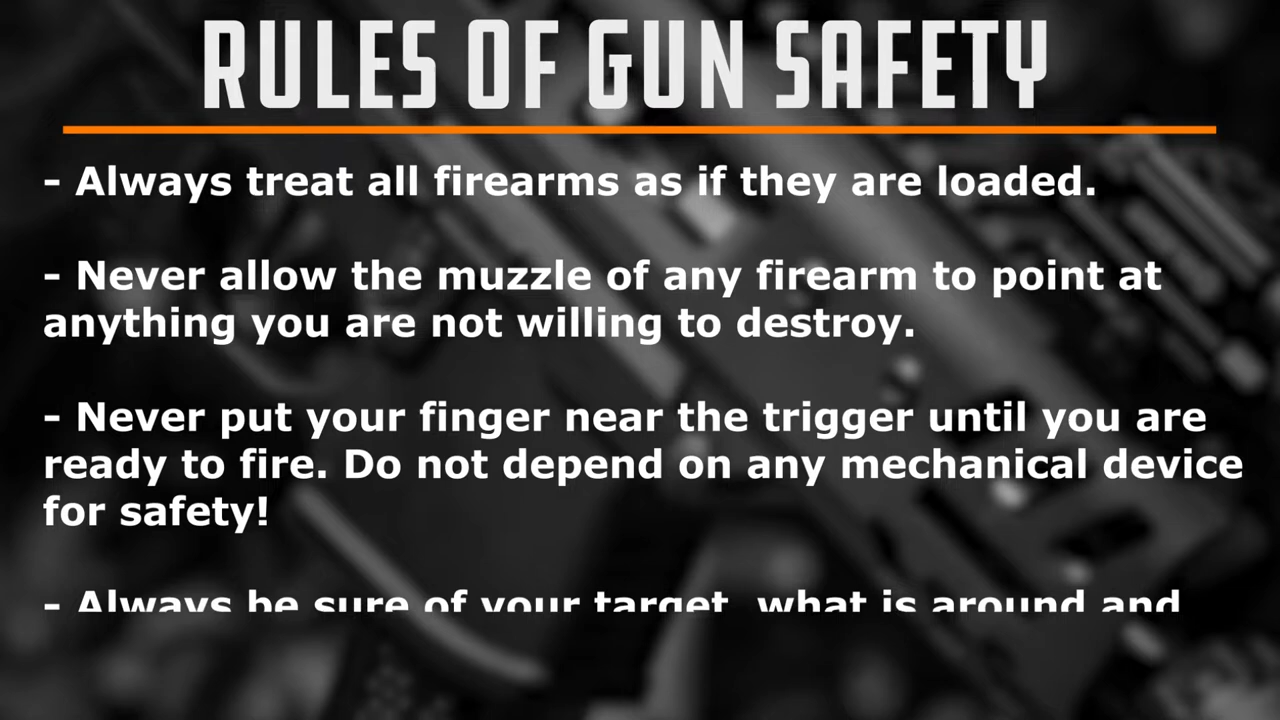 RULES OF GUN SAFETY
- Always treat all firearms as if they are loaded.
- Never allow the muzzle of any firearm to point at
anything you are not willing to destroy.
- Never put your finger near the trigger until you are
ready to fire. Do not depend on any mechanical device
for safety!
- Always be sure of your target, what is around and